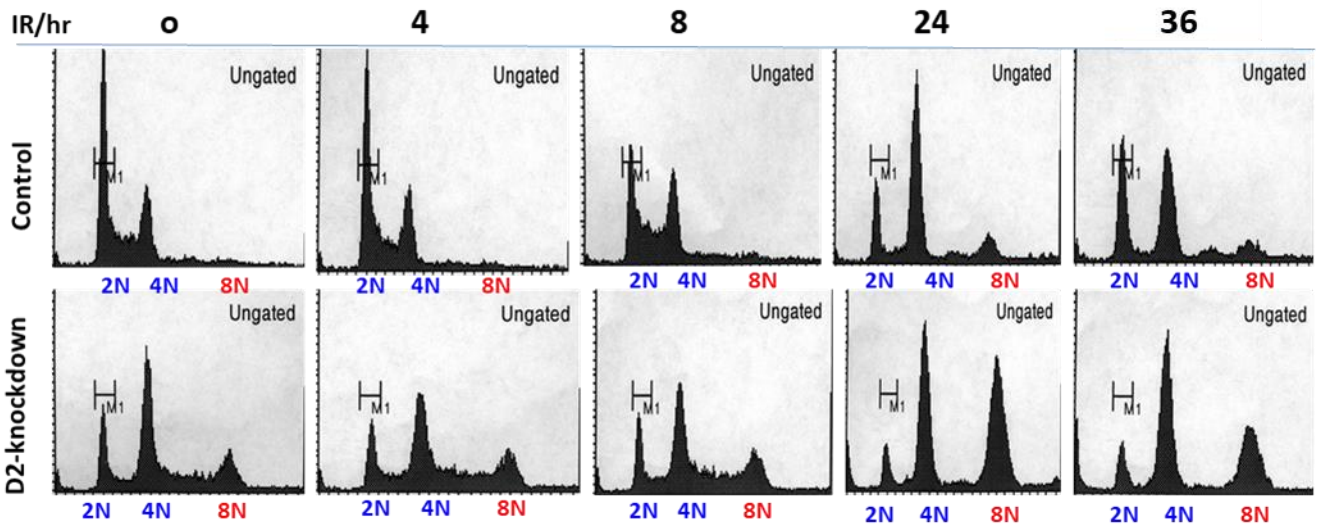 IR/hr o 4 8 24 36
Control
Ungated Ungated Ungated Ungated Ungated
M1 M1 M1 M1 M1
2N 4N 8N 2N 4N 8N 2N 4N 8N 2N 4N 8N 2N 4N 8N
D2-knockdown
Ungated Ungated Ungated Ungated Ungated
M1 M1 M1 M1 M1
2N 4N 8N 2N 4N 8N 2N 4N 8N 2N 4N 8N 2N 4N 8N